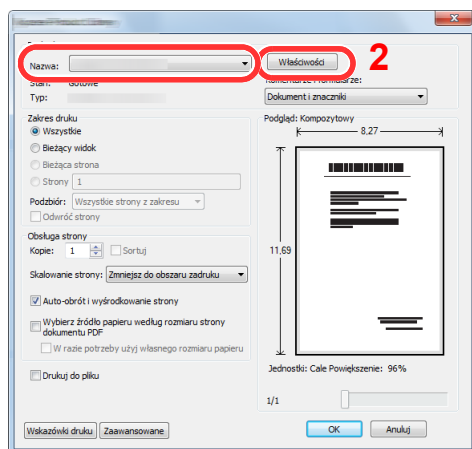 Nazwa:
Właściwości
2
Stan: Gotowe
Komentarze i formularze:
Typ:
Dokument i znaczniki
Zakres druku
Wszystkie
Bieżący widok
Bieżąca strona
Strony 1
Podzbiór: Wszystkie strony z zakresu
Odwróć strony
Obsługa strony
Kopie: 1 Sortuj
Skalowanie strony: Zmniejsz do obszaru zadruku
Auto-obrót i wyśrodkowanie strony
Wybierz źródło papieru według rozmiaru strony
dokumentu PDF
W razie potrzeby użyj własnego rozmiaru papieru
Drukuj do pliku
Podgląd: Kompozytowy
8,27
11,69
Jednostki: Cale Powiększenie: 96%
1/1
Wskazówki druku Zaawansowane
OK Anuluj